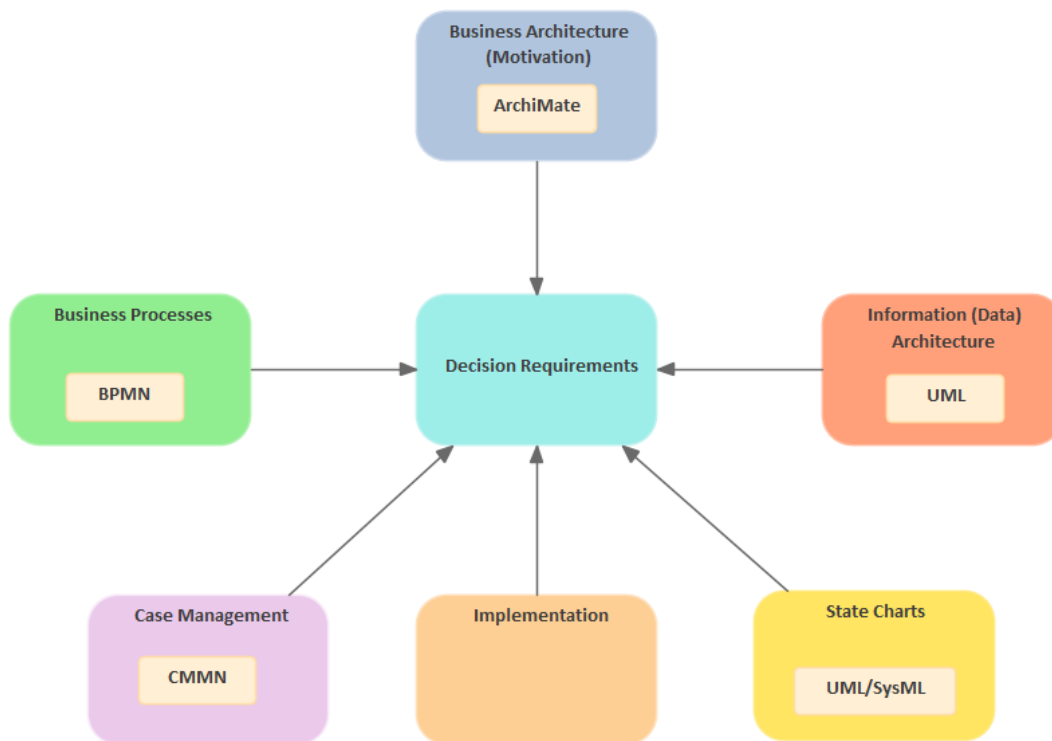 Business Architecture
(Motivation)
ArchiMate
Business Processes
BPMN
Decision Requirements
Information (Data)
Architecture
UML
Case Management
CMMN
Implementation
State Charts
UML/SysML